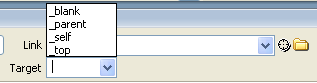 _blank
_parent
_self
_top
Link
Target